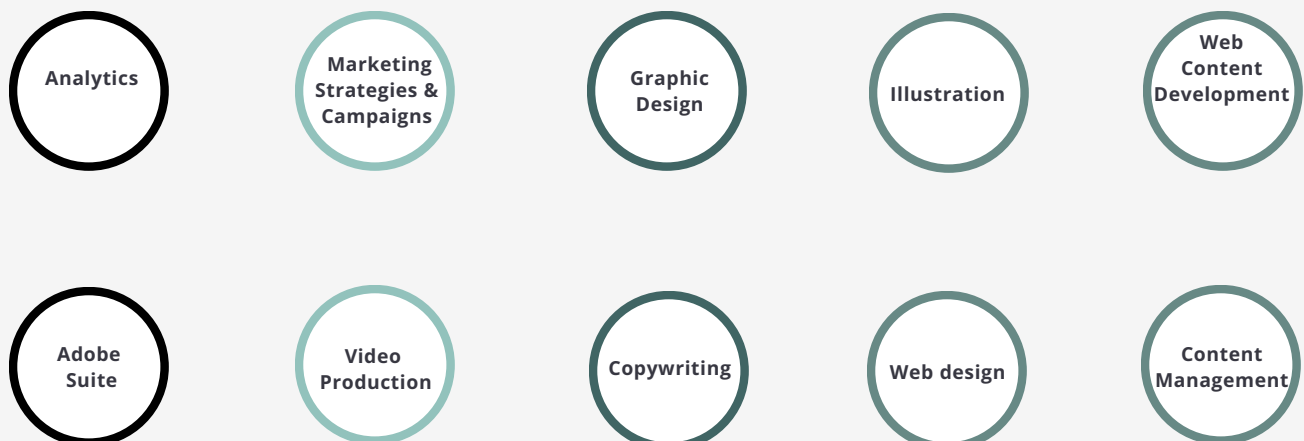 Analytics
Marketing
Strategies &
Campaigns
Graphic
Design
Illustration
Web
Content
Development
Adobe
Suite
Video
Production
Copywriting
Web design
Content
Management